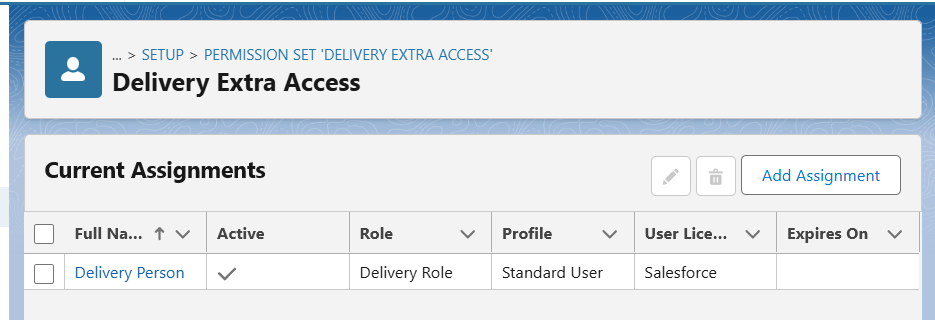 ... > SETUP > PERMISSION SET 'DELIVERY EXTRA ACCESS'
Delivery Extra Access
Current Assignments
Add Assignment
Full Na... Active Role Profile User Lice... Expires On
Delivery Person Delivery Role Standard User Salesforce